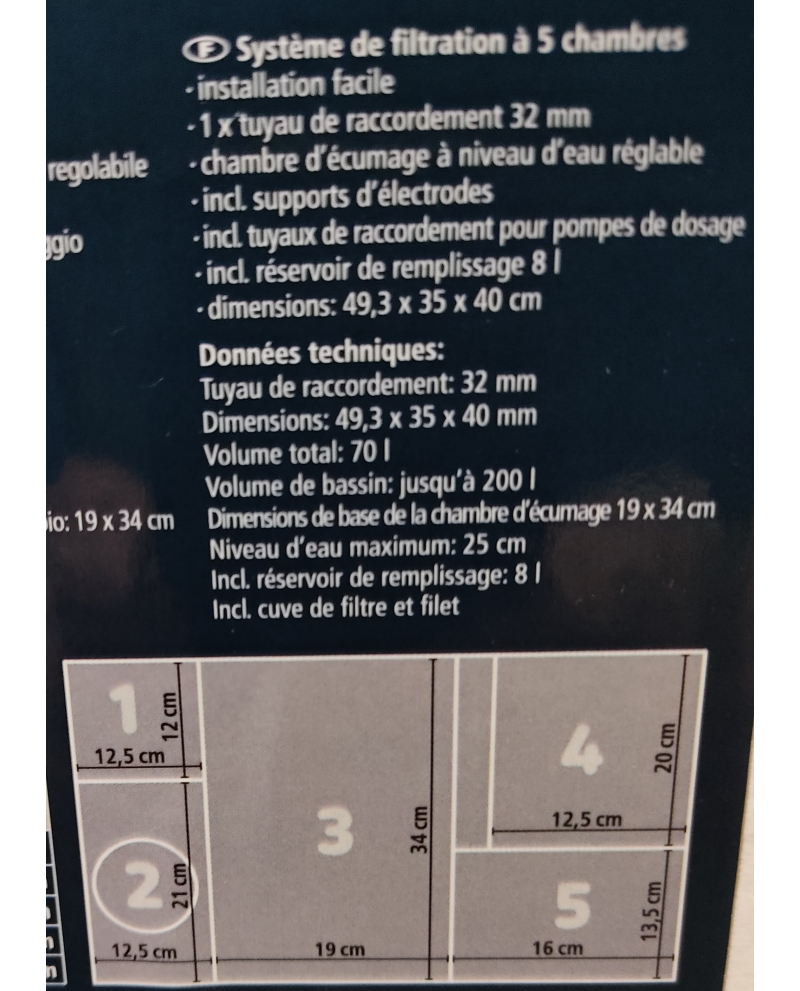 F Système de filtration à 5 chambres
· installation facile
· 1 x tuyau de raccordement 32 mm
regolabile
· chambre d'écumage à niveau d'eau réglable
· incl. supports d'électrodes
ggio
· incl. tuyaux de raccordement pour pompes de dosage
· incl. réservoir de remplissage 8 l
· dimensions: 49,3 x 35 x 40 cm
Données techniques:
Tuyau de raccordement: 32 mm
Dimensions: 49,3 x 35 x 40 mm
Volume total: 70 l
Volume de bassin: jusqu'à 200 l
io: 19 x 34 cm
Dimensions de base de la chambre d'écumage 19 x 34 cm
Niveau d'eau maximum: 25 cm
Incl. réservoir de remplissage: 8 l
Incl. cuve de filtre et filet
1
12 cm
12,5 cm
2
21 cm
12,5 cm
3
34 cm
19 cm
4
20 cm
12,5 cm
5
13,5 cm
16 cm